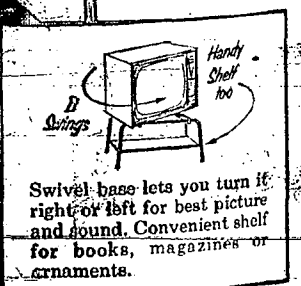 Handy
Shelf
too
It
Swings
Swivel base lets you turn it
right or left for best picture
and sound. Convenient shelf
for books, magazines or
ornaments.